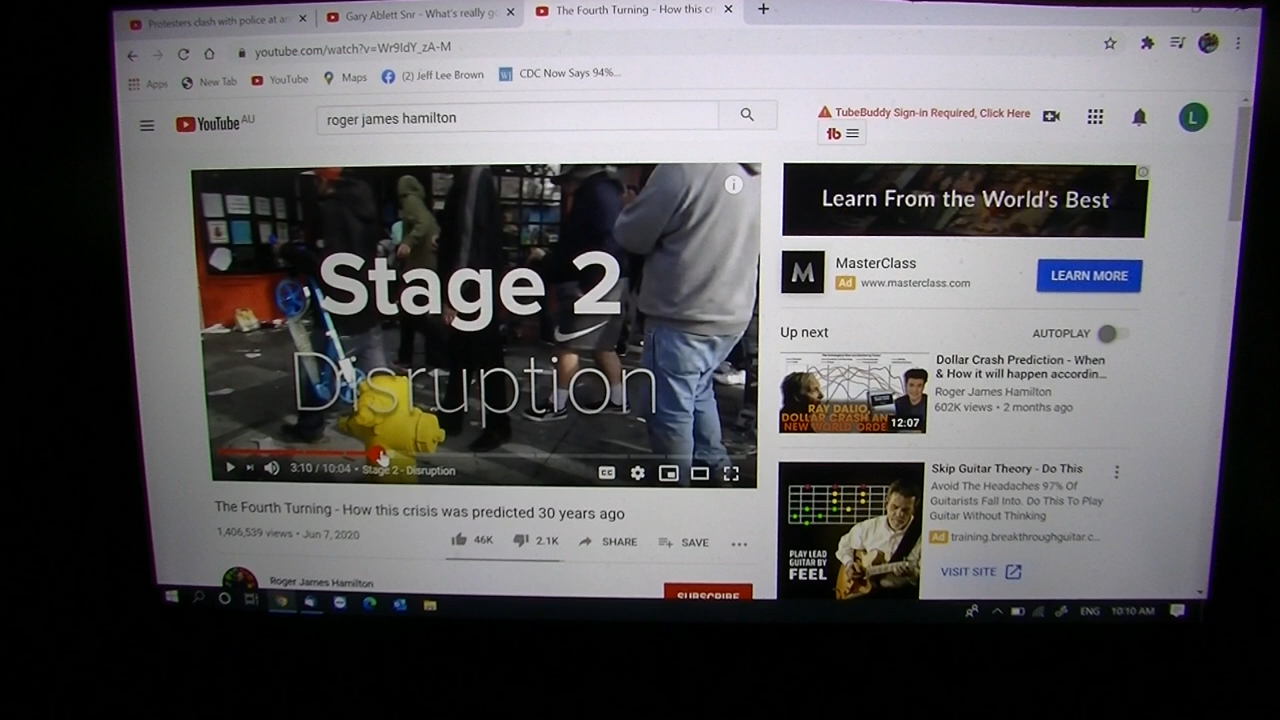 Protesters clash with police at an
Gary Ablett Snr - What's really g
The Fourth Turning - How this cr
youtube.com/watch?v=Wr9IdY_zA-M
Apps
New Tab
YouTube
Maps
(2) Jeff Lee Brown
CDC Now Says 94%...
YouTube AU
roger james hamilton
TubeBuddy Sign-in Required, Click Here
tb
L
Stage 2
Disruption
3:10 / 10:04 • Stage 2 - Disruption
CC
The Fourth Turning - How this crisis was predicted 30 years ago
1,406,539 views • Jun 7, 2020
46K
2.1K
SHARE
SAVE
Roger James Hamilton
SUBSCRIBE
Learn From the World's Best
M
MasterClass
Ad www.masterclass.com
LEARN MORE
Up next
AUTOPLAY
RAY DALIO
DOLLAR CRASH AN
NEW WORLD ORDE
12:07
Dollar Crash Prediction - When
& How it will happen accordin...
Roger James Hamilton
602K views • 2 months ago
PLAY LEAD
GUITAR BY
FEEL
Skip Guitar Theory - Do This
Avoid The Headaches 97% Of
Guitarists Fall Into. Do This To Play
Guitar Without Thinking
Ad training.breakthroughguitar.c...
VISIT SITE
ENG
10:10 AM